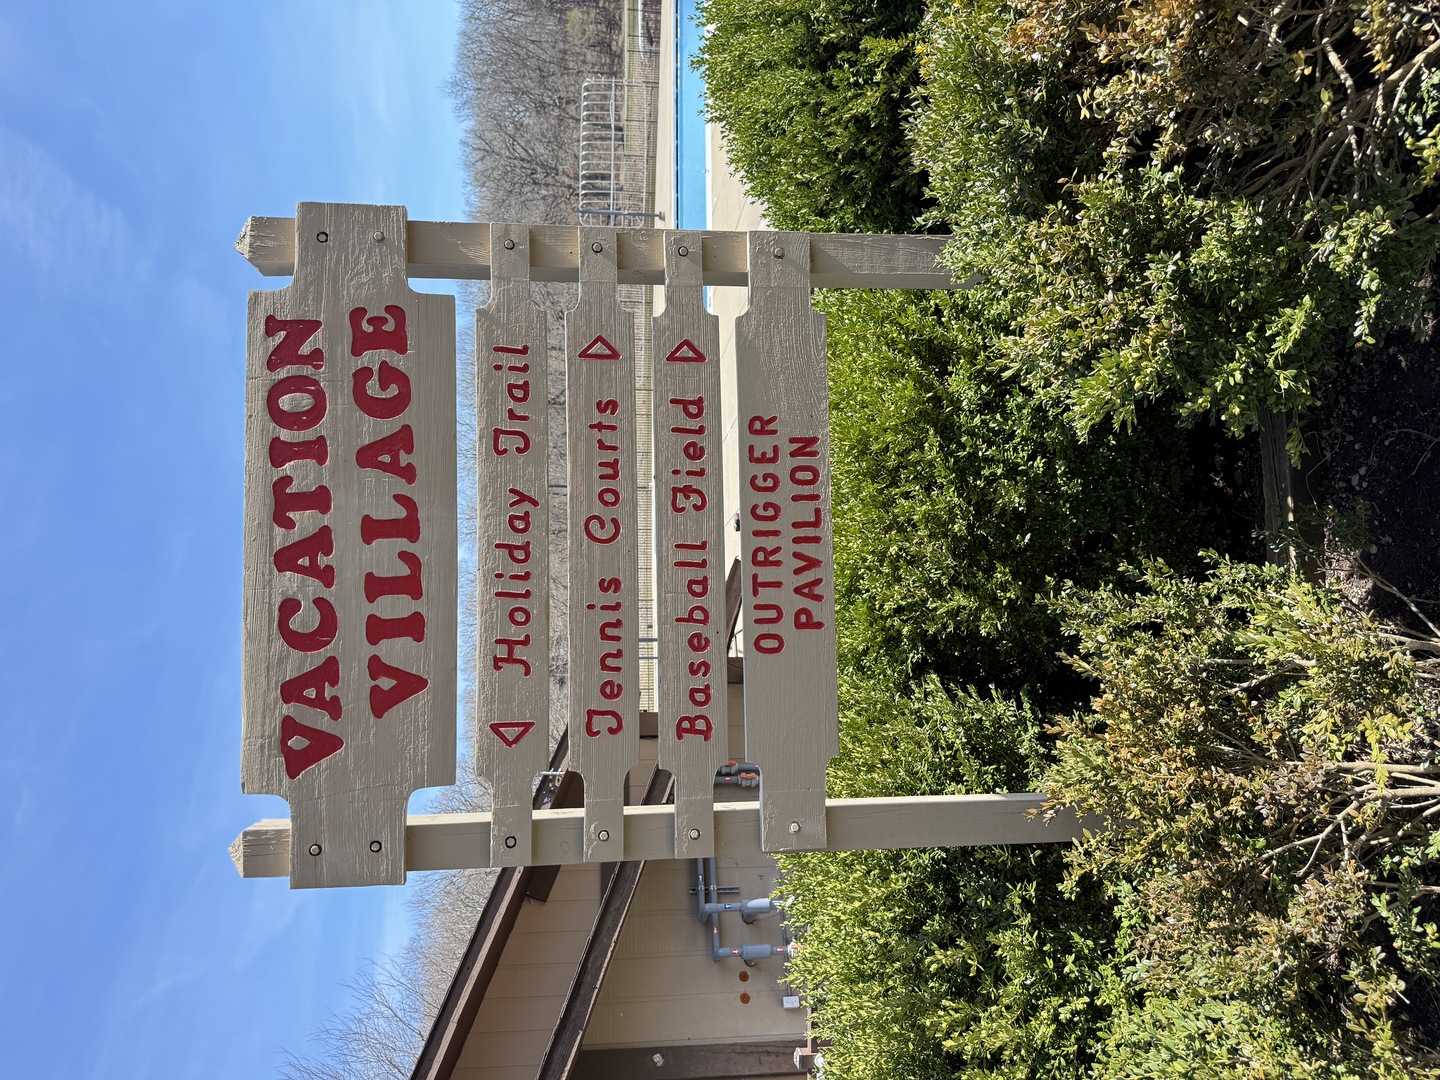 VACATION
VILLAGE
Holiday Trail
Tennis Courts
Baseball Field
OUTRIGGER
PAVILION